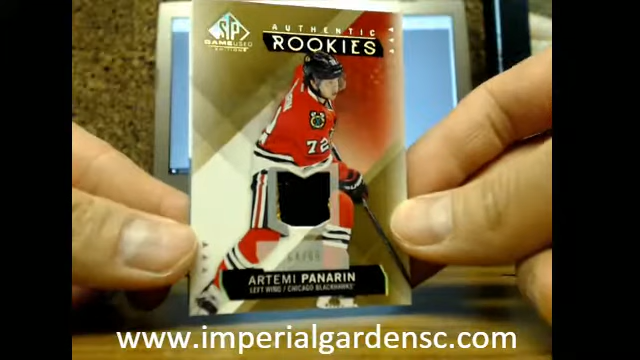 SP
GAME USED
EDITION
AUTHENTIC
ROOKIES
72
ARTEMI PANARIN
LEFT WING / CHICAGO BLACKHAWKS
www.imperialgardensc.com